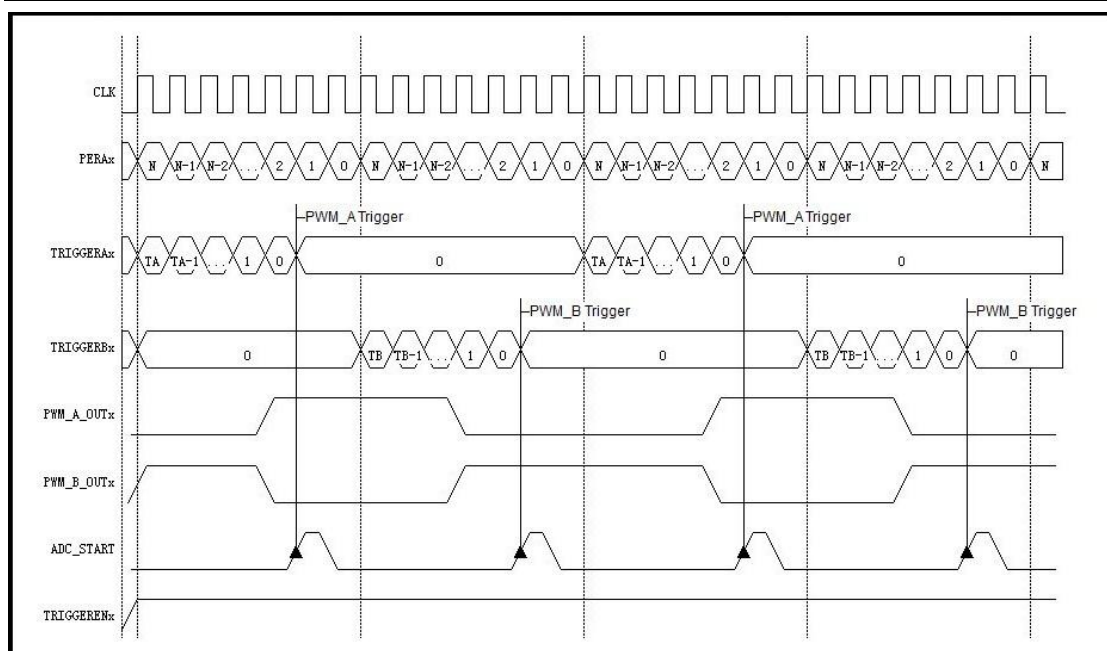 CLK
PERAx N N-1 N-2 ... 2 1 0 N N-1 N-2 ... 2 1 0 N N-1 N-2 ... 2 1 0 N N-1 N-2 ... 2 1 0 N
PWM_A Trigger PWM_A Trigger
TRIGGERAx TA TA-1 ... 1 0 0 TA TA-1 ... 1 0 0
PWM_B Trigger PWM_B Trigger
TRIGGERBx 0 TB TB-1 ... 1 0 0 TB TB-1 ... 1 0 0
PWM_A_OUTx
PWM_B_OUTx
ADC_START
TRIGGERENx